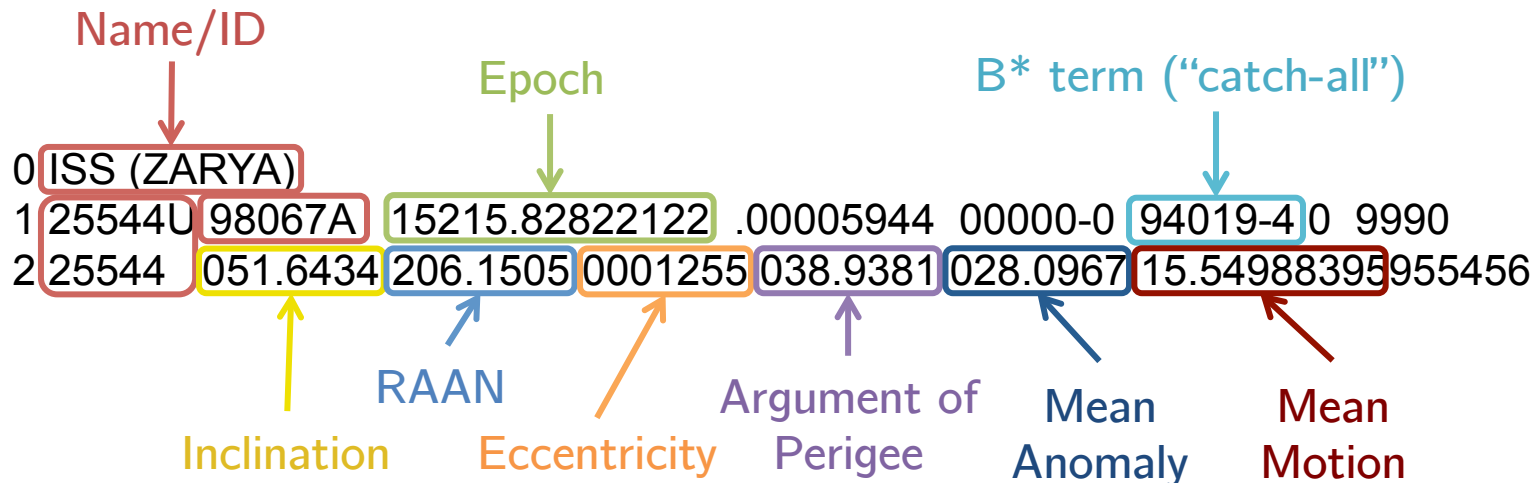 Name/ID
Epoch
B* term (“catch-all”)
0 ISS (ZARYA)
1 25544U 98067A 15215.82822122 .00005944 00000-0 94019-4 0 9990
2 25544 051.6434 206.1505 0001255 038.9381 028.0967 15.54988395955456
RAAN
Inclination
Eccentricity
Argument of
Perigee
Mean
Anomaly
Mean
Motion